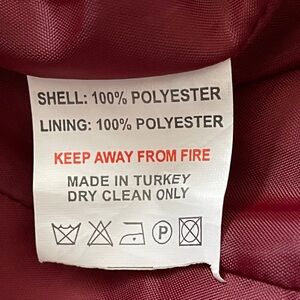 SHELL: 100% POLYESTER
LINING: 100% POLYESTER
KEEP AWAY FROM FIRE
MADE IN TURKEY
DRY CLEAN ONLY
P